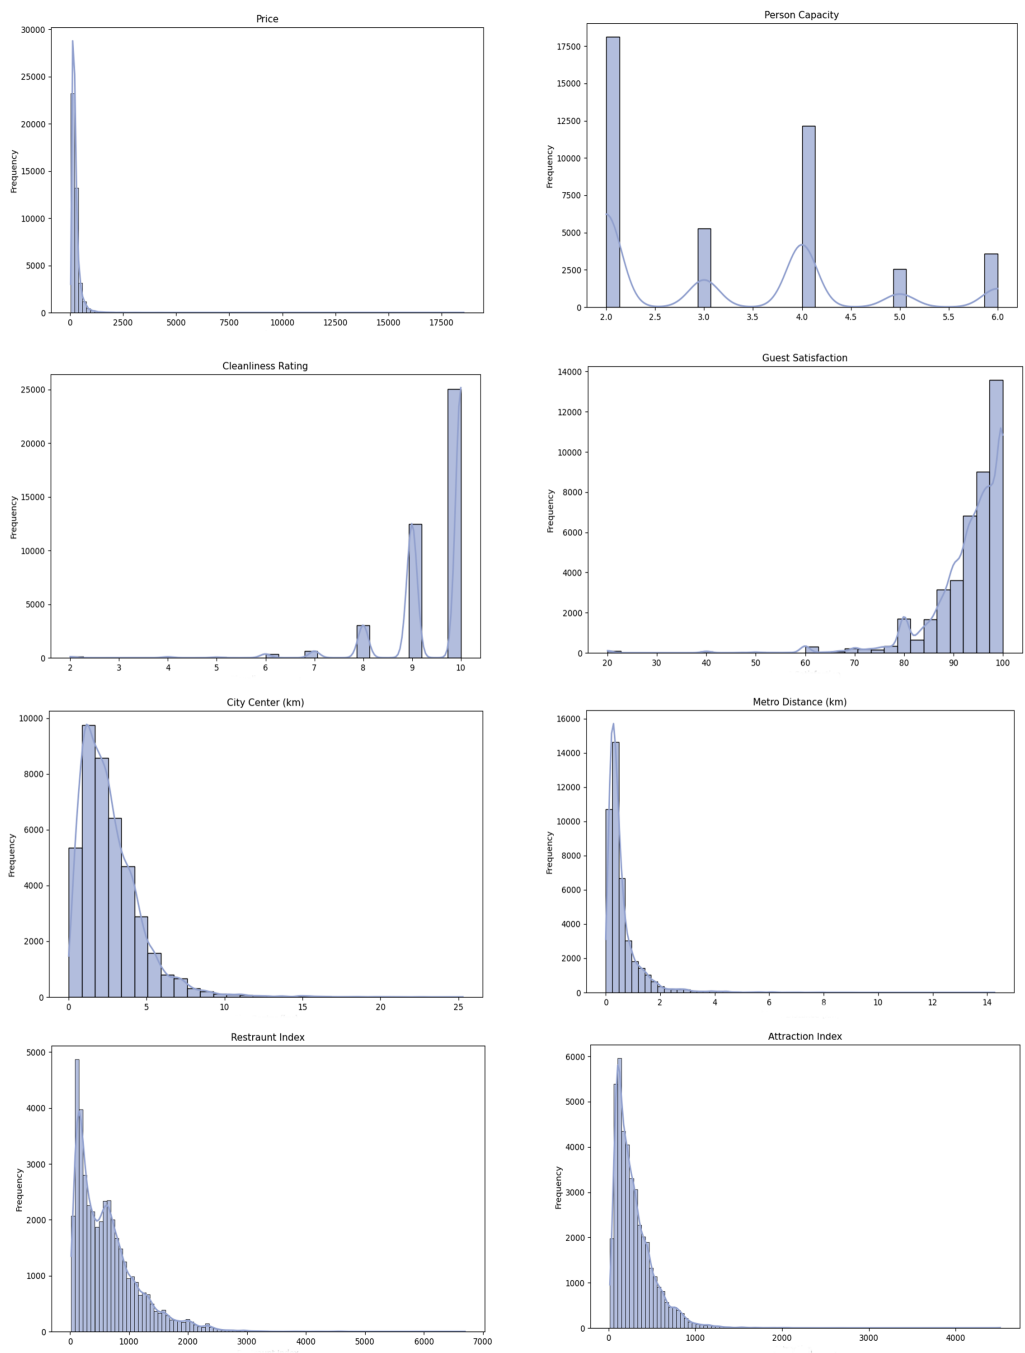 Price
Frequency
30000
25000
20000
15000
10000
5000
0
0 2500 5000 7500 10000 12500 15000 17500
Person Capacity
Frequency
17500
15000
12500
10000
7500
5000
2500
0
2.0 2.5 3.0 3.5 4.0 4.5 5.0 5.5 6.0
Cleanliness Rating
Frequency
25000
20000
15000
10000
5000
0
2 3 4 5 6 7 8 9 10
Guest Satisfaction
Frequency
14000
12000
10000
8000
6000
4000
2000
0
20 30 40 50 60 70 80 90 100
City Center (km)
Frequency
10000
8000
6000
4000
2000
0
0 5 10 15 20 25
Metro Distance (km)
Frequency
16000
14000
12000
10000
8000
6000
4000
2000
0
0 2 4 6 8 10 12 14
Restraunt Index
Frequency
5000
4000
3000
2000
1000
0
0 1000 2000 3000 4000 5000 6000 7000
Attraction Index
Frequency
6000
5000
4000
3000
2000
1000
0
0 1000 2000 3000 4000